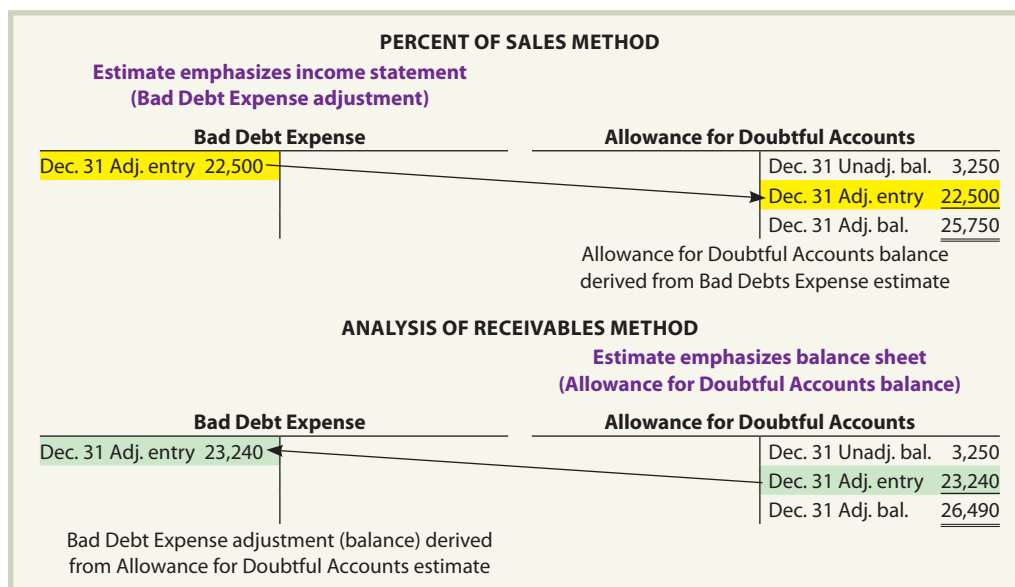 PERCENT OF SALES METHOD
Estimate emphasizes income statement
(Bad Debt Expense adjustment)
Bad Debt Expense
Allowance for Doubtful Accounts
Dec. 31 Adj. entry 22,500
Dec. 31 Unadj. bal. 3,250
Dec. 31 Adj. entry 22,500
Dec. 31 Adj. bal. 25,750
Allowance for Doubtful Accounts balance
derived from Bad Debts Expense estimate
ANALYSIS OF RECEIVABLES METHOD
Estimate emphasizes balance sheet
(Allowance for Doubtful Accounts balance)
Bad Debt Expense
Allowance for Doubtful Accounts
Dec. 31 Adj. entry 23,240
Dec. 31 Unadj. bal. 3,250
Dec. 31 Adj. entry 23,240
Dec. 31 Adj. bal. 26,490
Bad Debt Expense adjustment (balance) derived
from Allowance for Doubtful Accounts estimate